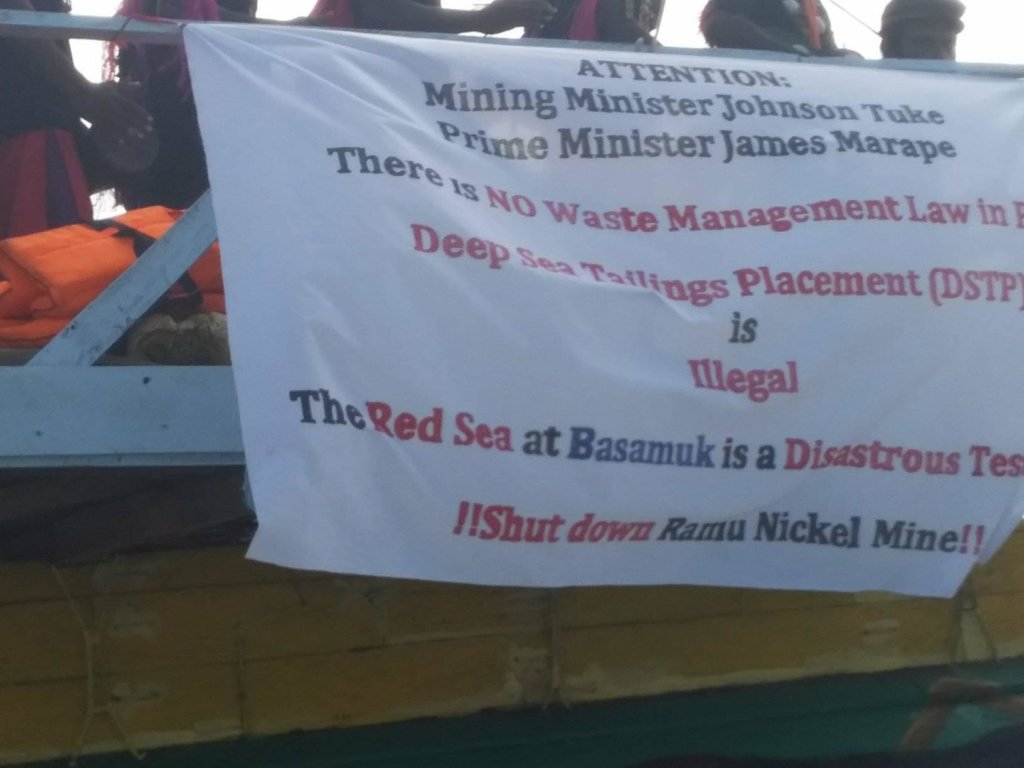 ATTENTION:
Mining Minister Johnson Tuke
Prime Minister James Marape
There is NO Waste Management Law in
Deep Sea Tailings Placement (DSTP)
is
Illegal
The Red Sea at Basamuk is a Disastrous
!!Shut down Ramu Nickel Mine!!